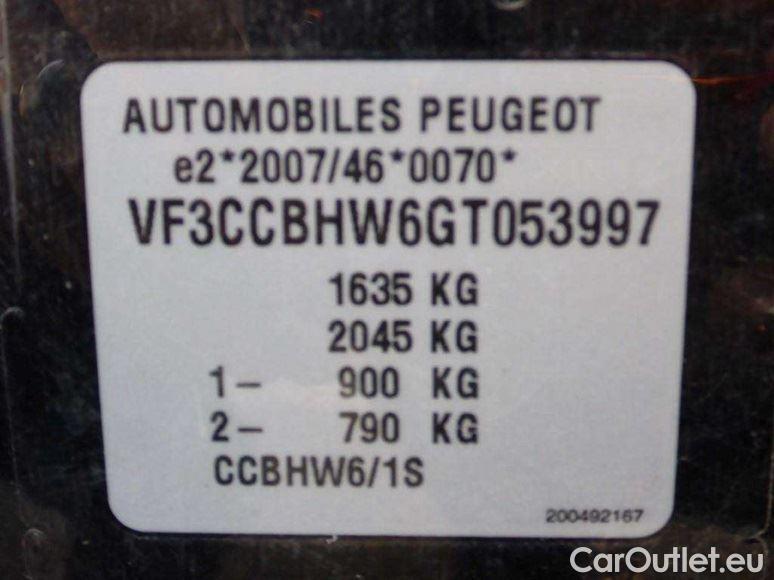 AUTOMOBILES PEUGEOT
e2*2007/46*0070*
VF3CCBHW6GT053997
1635 KG
2045 KG
1- 900 KG
2- 790 KG
CCBHW6/1S
200492167
CarOutlet.eu